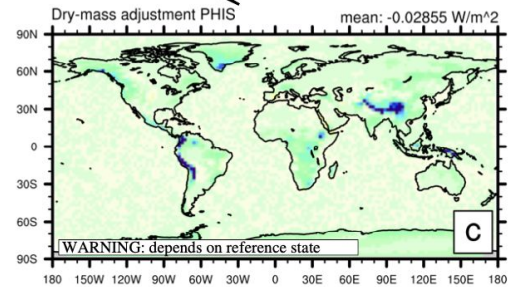 Dry-mass adjustment PHIS mean: -0.02855 W/m^2
90N
60N
30N
0
30S
60S
90S
WARNING: depends on reference state
C
180 150W 120W 90W 60W 30W 0 30E 60E 90E 120E 150E 180